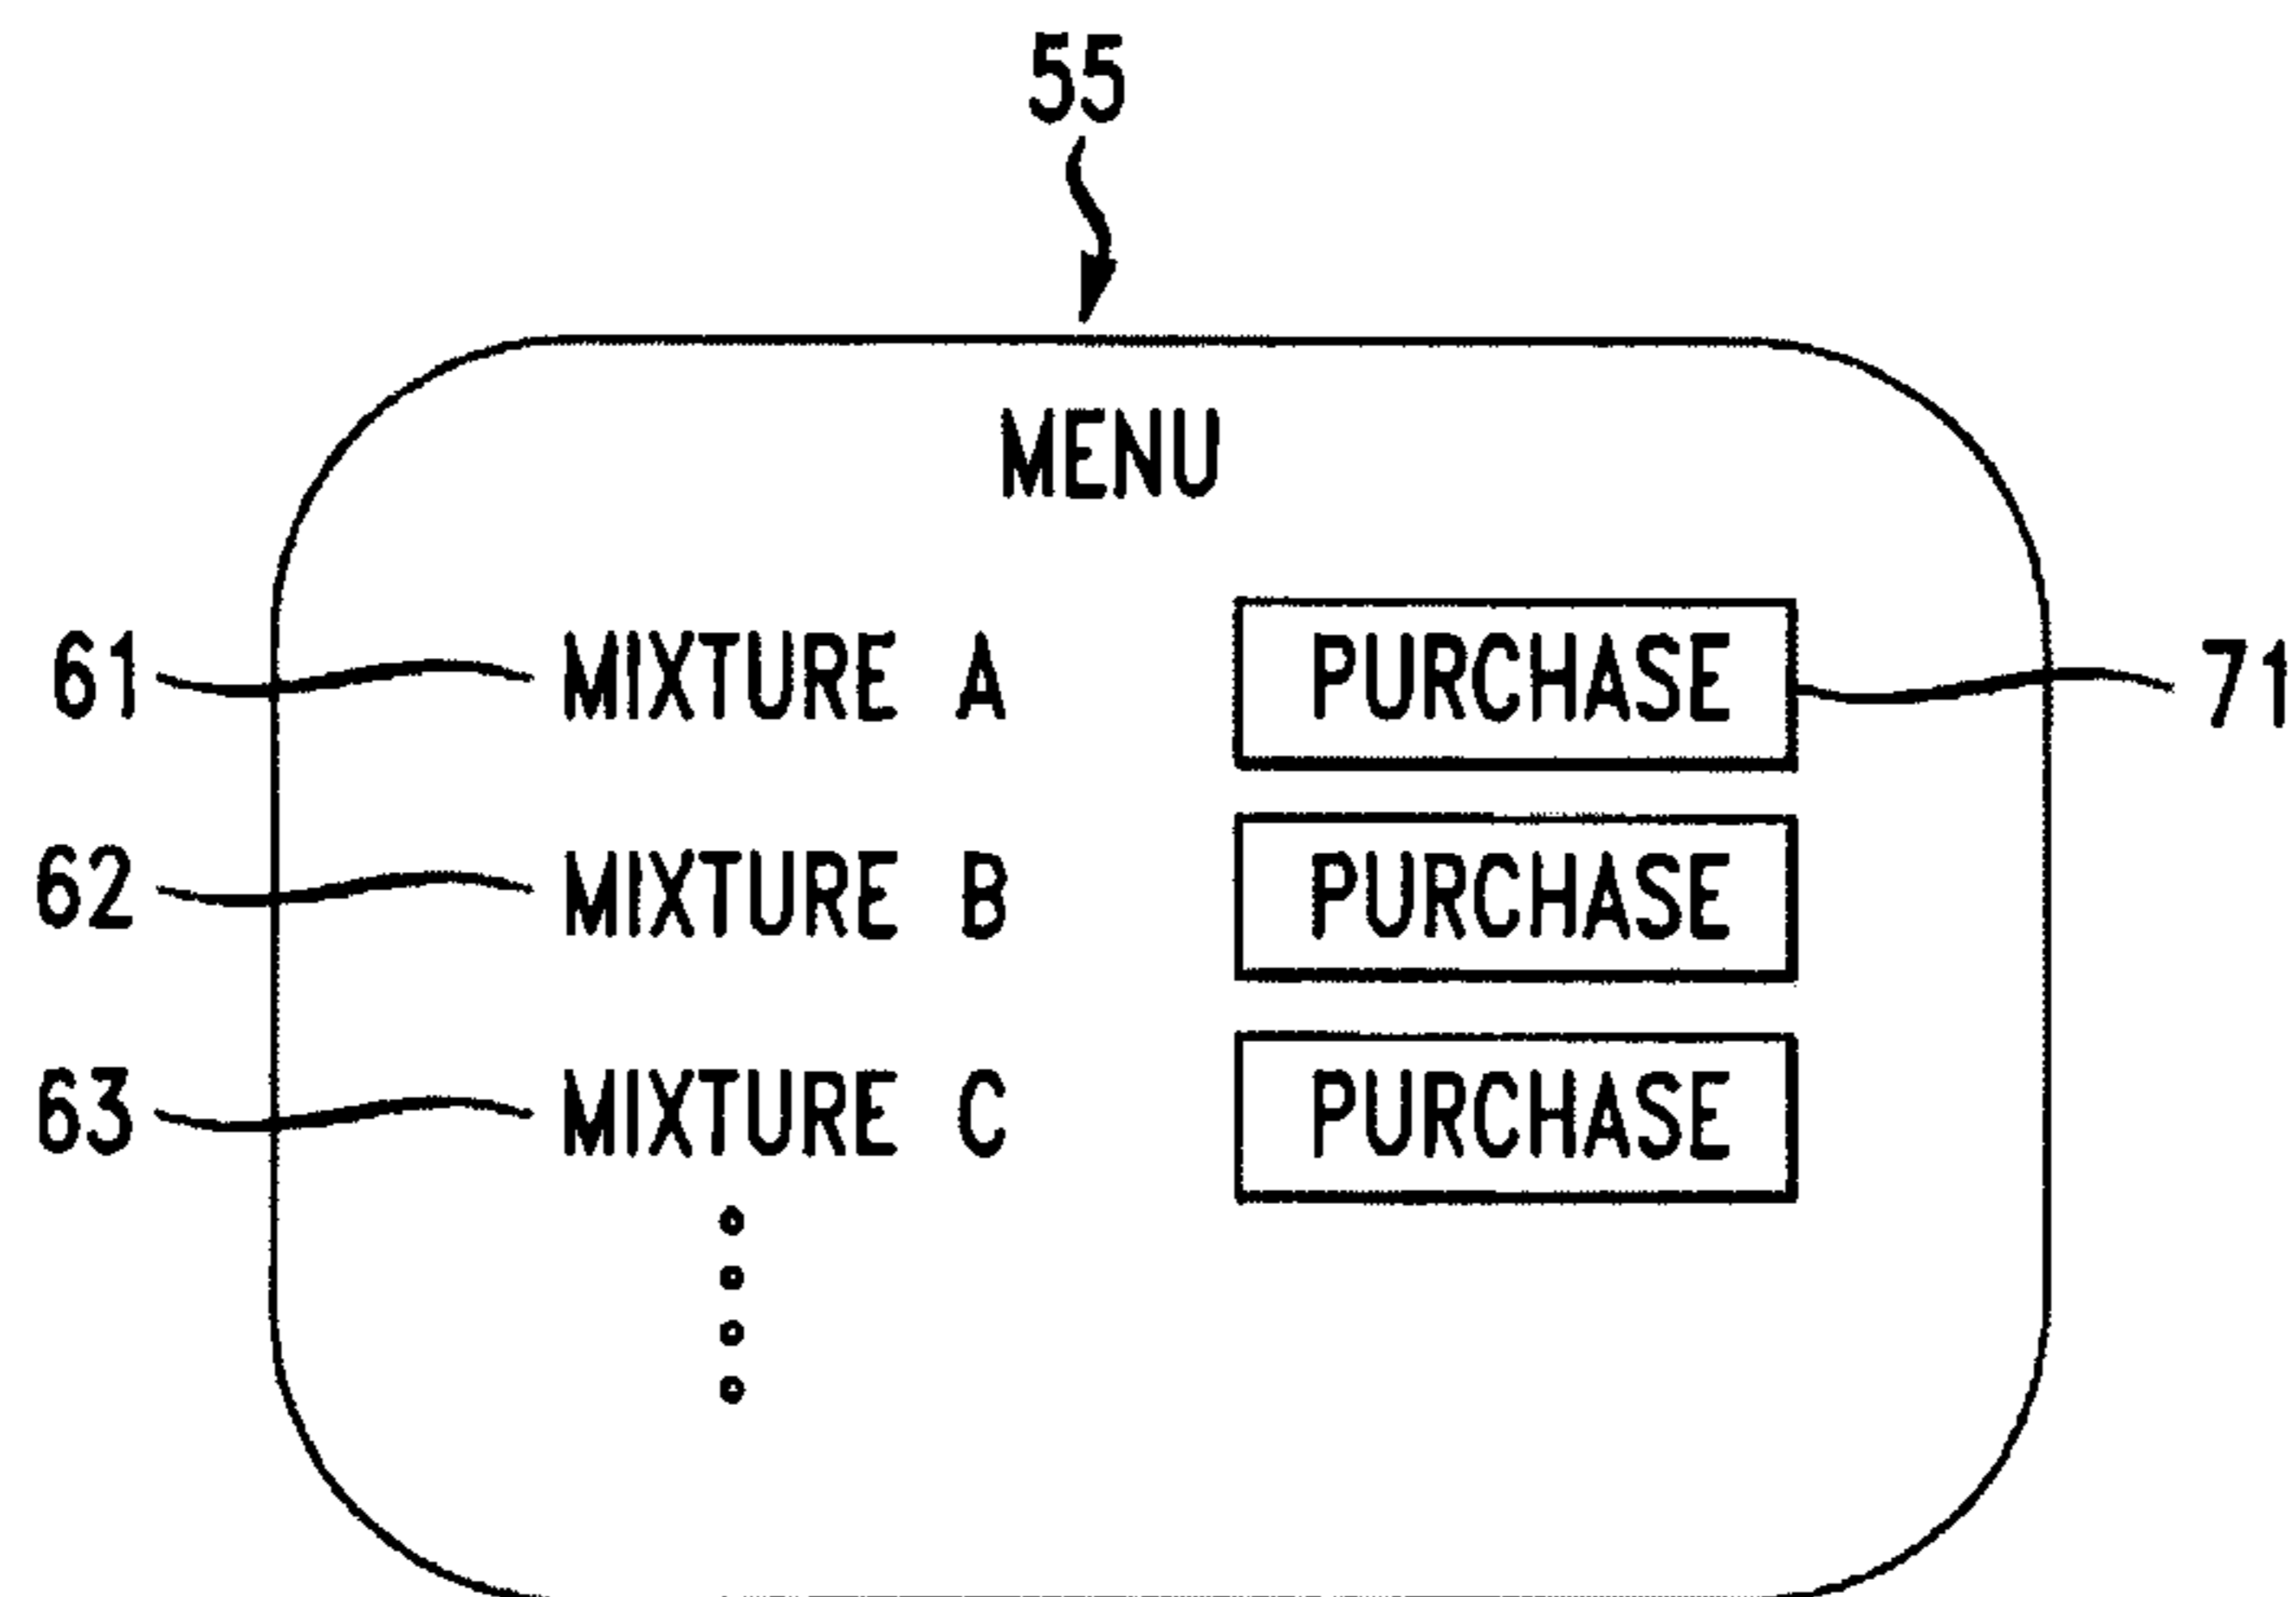 55
MENU
61 MIXTURE A PURCHASE 71
62 MIXTURE B PURCHASE
63 MIXTURE C PURCHASE